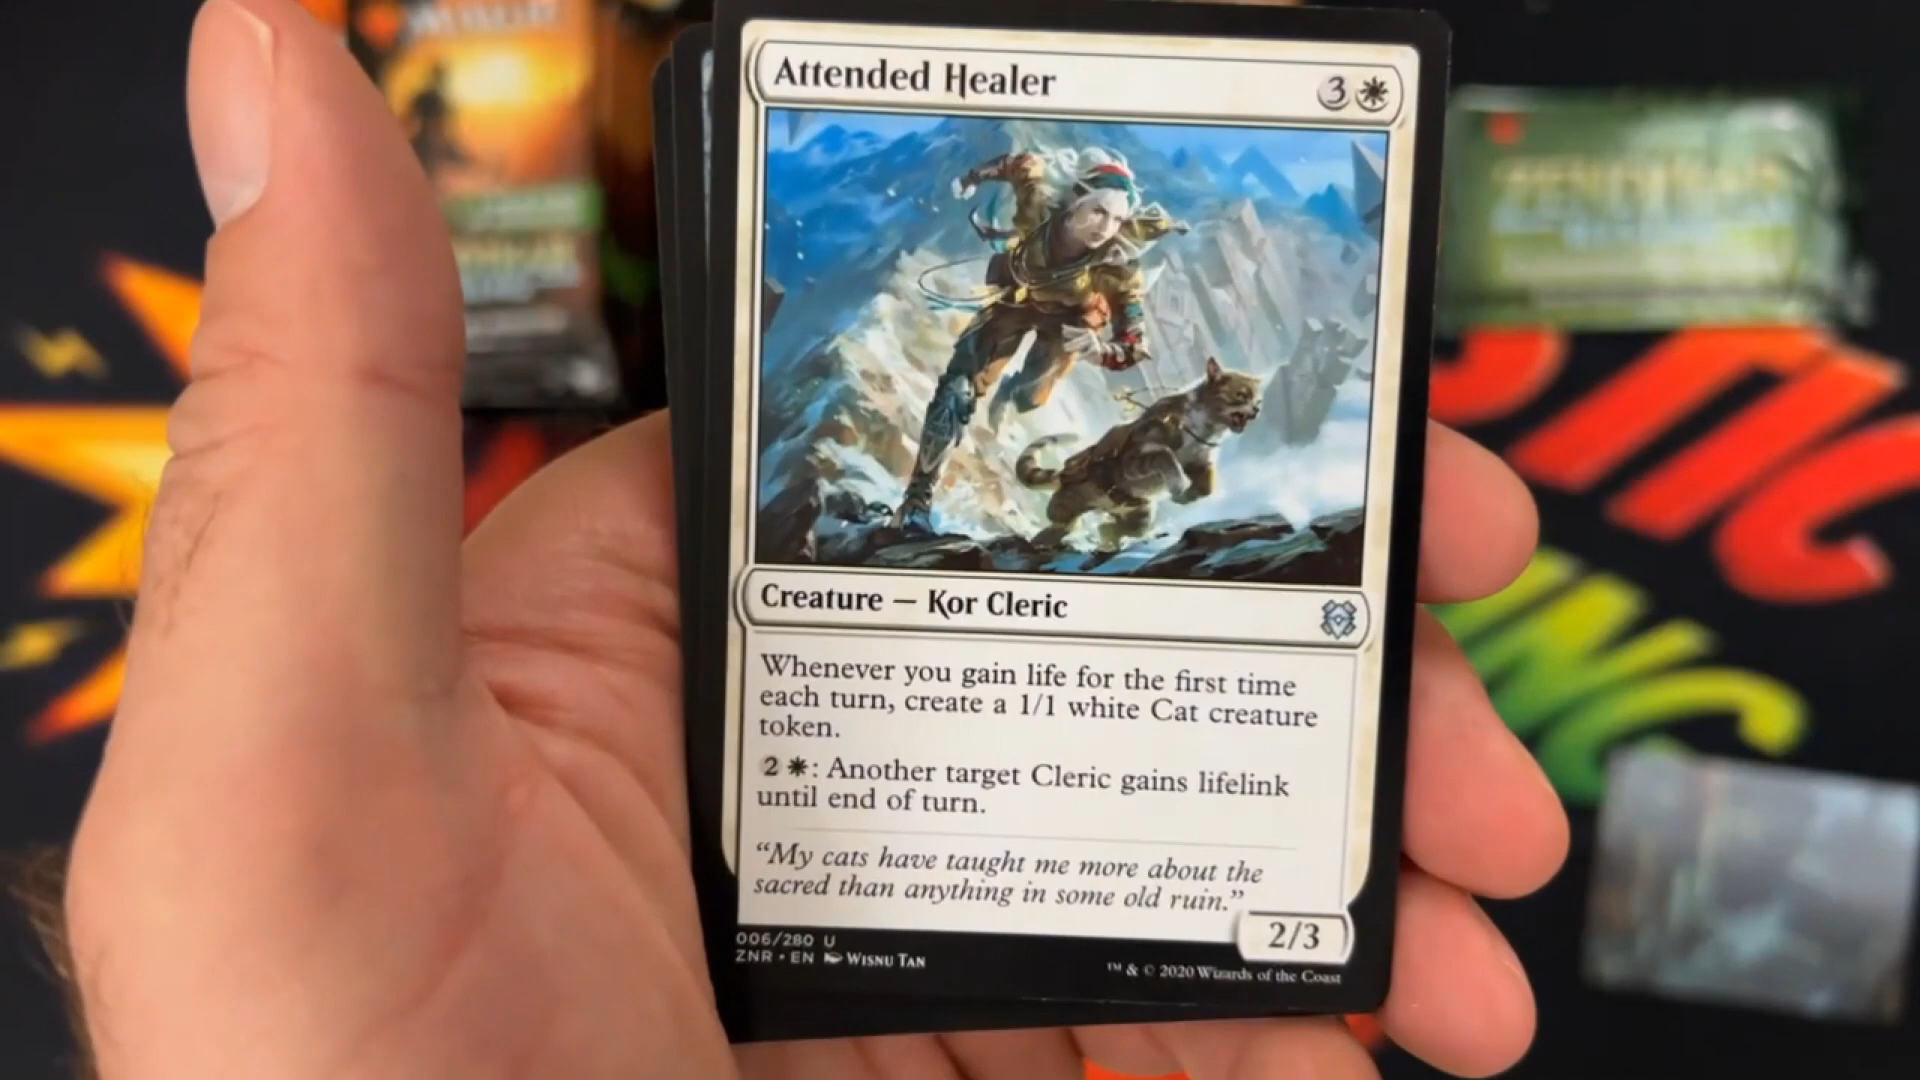 Attended Healer
3
Creature — Kor Cleric
Whenever you gain life for the first time
each turn, create a 1/1 white Cat creature
token.
2 : Another target Cleric gains lifelink
until end of turn.
“My cats have taught me more about the
sacred than anything in some old ruin.”
2/3
006/280 U
ZNR • EN WISNU TAN
™ & © 2020 Wizards of the Coast